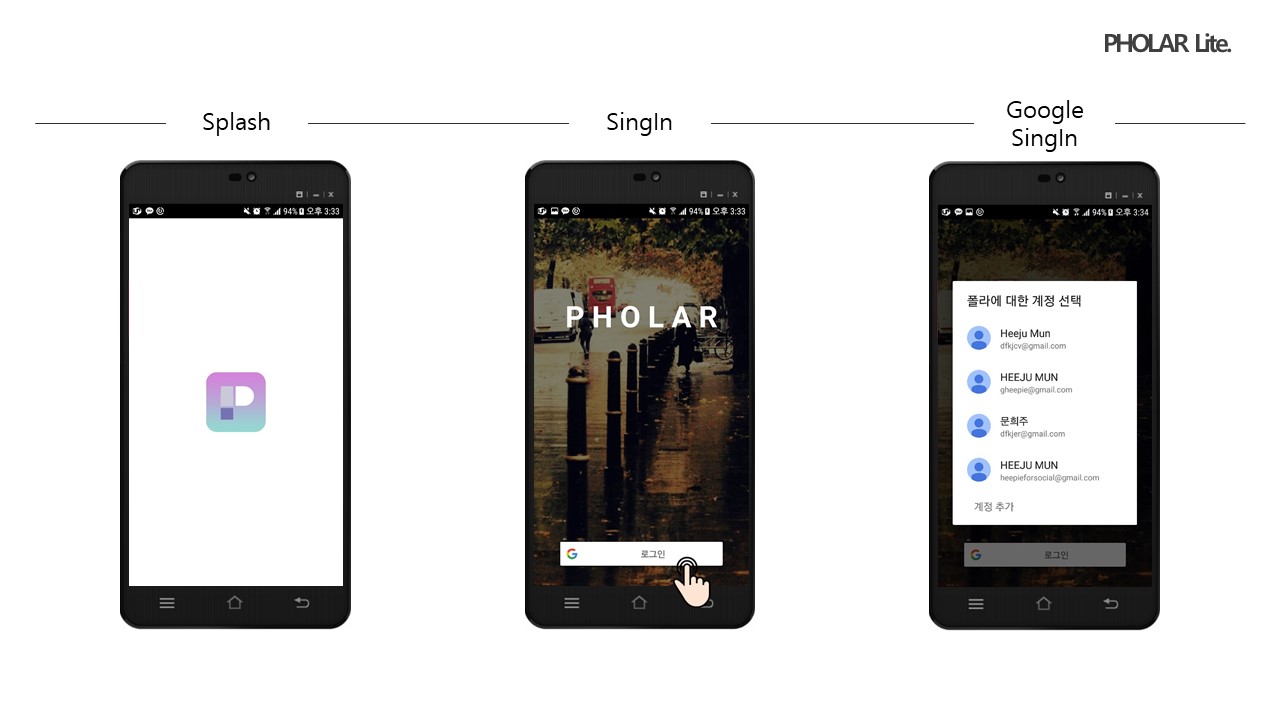 PHOLAR Lite.
Splash
SingIn
Google
SingIn
94% 오후 3:33
94% 오후 3:33
PHOLAR
로그인
94% 오후 3:34
폴라에 대한 계정 선택
Heeju Mun
dfkjcv@gmail.com
HEEJU MUN
gheepie@gmail.com
문희주
dfkjer@gmail.com
HEEJU MUN
heepieforsocial@gmail.com
계정 추가
로그인